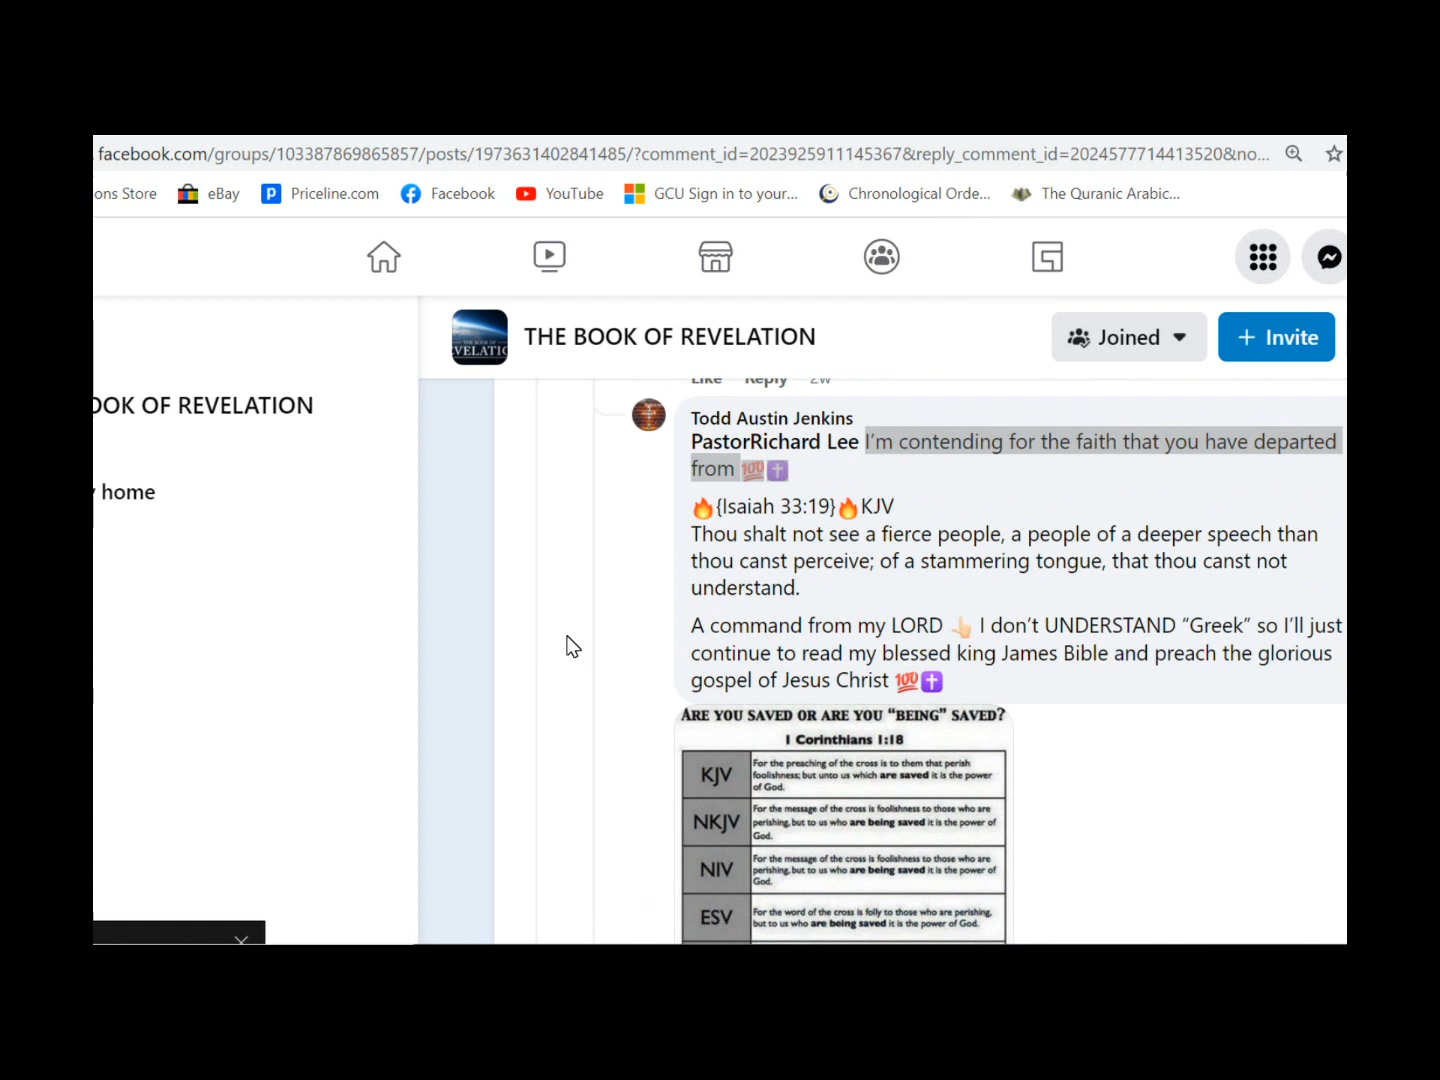 facebook.com/groups/103387869865857/posts/1973631402841485/?comment_id=2023925911145367&reply_comment_id=2024577714413520&no...
ons Store eBay Priceline.com Facebook YouTube GCU Sign in to your... Chronological Orde... The Quranic Arabic...
THE BOOK OF REVELATION Joined + Invite
OOK OF REVELATION
home
Like Reply 2w
Todd Austin Jenkins
PastorRichard Lee I’m contending for the faith that you have departed
from 💯✝️
🔥{Isaiah 33:19}🔥KJV
Thou shalt not see a fierce people, a people of a deeper speech than
thou canst perceive; of a stammering tongue, that thou canst not
understand.
A command from my LORD 👆 I don’t UNDERSTAND “Greek” so I’ll just
continue to read my blessed king James Bible and preach the glorious
gospel of Jesus Christ 💯✝️
ARE YOU SAVED OR ARE YOU “BEING” SAVED?
1 Corinthians 1:18
KJV
For the preaching of the cross is to them that perish
foolishness; but unto us which are saved it is the power
of God.
NKJV
For the message of the cross is foolishness to those who are
perishing, but to us who are being saved it is the power of
God.
NIV
For the message of the cross is foolishness to those who are
perishing, but to us who are being saved it is the power of
God.
ESV
For the word of the cross is folly to those who are perishing,
but to us who are being saved it is the power of God.